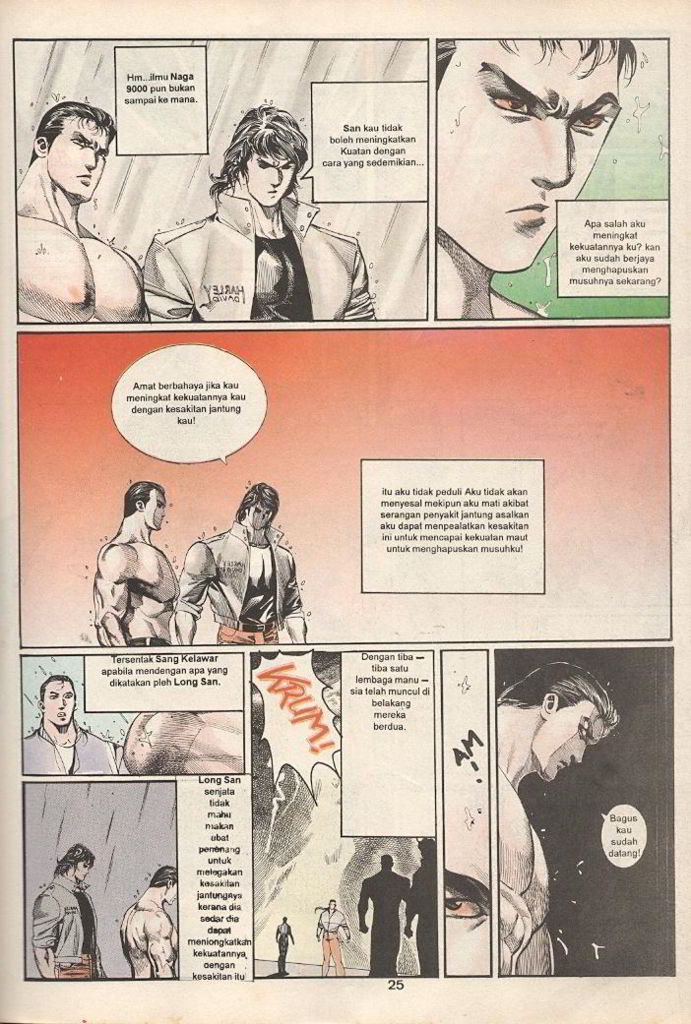 Hm...ilmu Naga
9000 pun bukan
sampai ke mana.
San kau tidak
boleh meningkatkan
Kuatan dengan
cara yang sedemikian...
Apa salah aku
meningkat
kekuatannya ku? kan
aku sudah berjaya
menghapuskan
musuhnya sekarang?
HARLEY
DAVID
Amat berbahaya jika kau
meningkat kekuatannya kau
dengan kesakitan jantung
kau!
itu aku tidak peduli Aku tidak akan
menyesal mekipun aku mati akibat
serangan penyakit jantung asalkan
aku dapat menpealatkan kesakitan
ini untuk mencapai kekuatan maut
untuk menghapuskan musuhku!
Tersentak Sang Kelawar
apabila mendengan apa yang
dikatakan pleh Long San.
KRUM!
Dengan tiba —
tiba satu
lembaga manu —
sia telah muncul di
belakang
mereka
berdua.
AM
Bagus
kau
sudah
datang!
Long San
senjata
tidak
mahu
makan
ubat
penenang
untuk
melegakan
kesakitan
jantungnya
kerana dia
sedar dia
dapat
meniongkatkan
kekuatannya
dengan
kesakitan itu
25